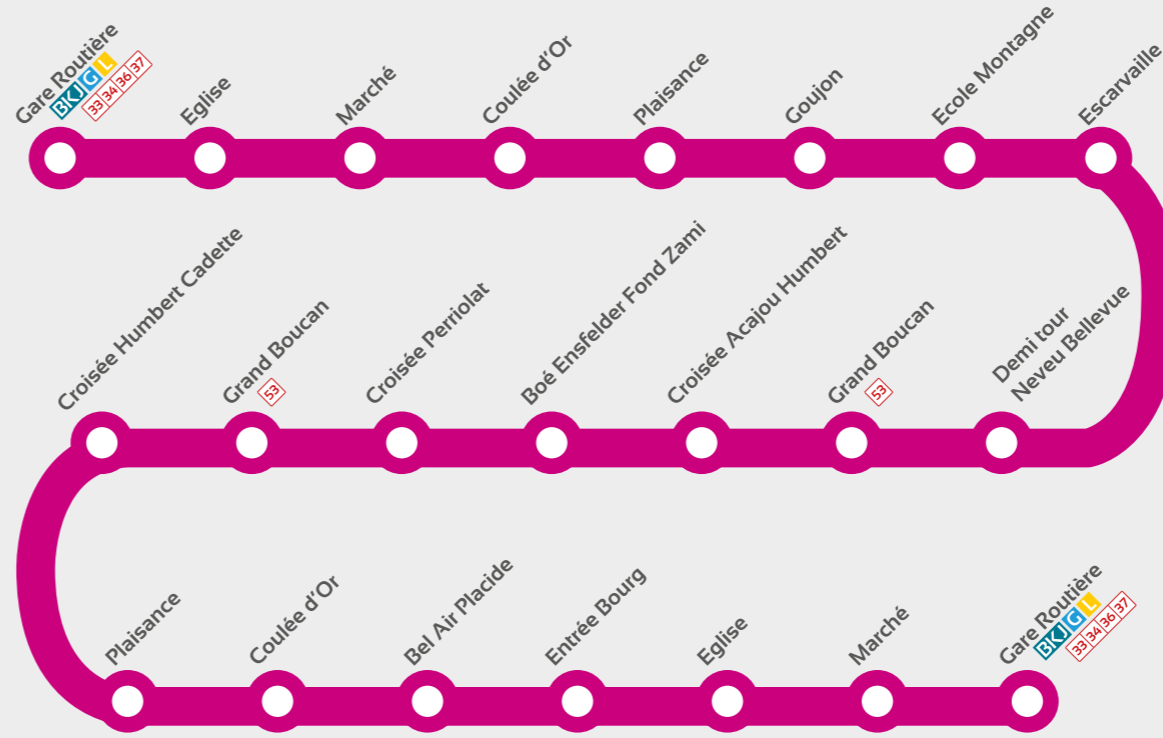 Gare Routière
B K J G L
33 34 36 37
Eglise
Marché
Coulée d'Or
Plaisance
Goujon
Ecole Montagne
Escarvaille
Croisée Humbert Cadette
Grand Boucan
53
Croisée Perriolat
Boé Ensfelder Fond Zami
Croisée Acajou Humbert
Grand Boucan
53
Demi tour
Neveu Bellevue
Plaisance
Coulée d'Or
Bel Air Placide
Entrée Bourg
Eglise
Marché
Gare Routière
B K J G L
33 34 36 37